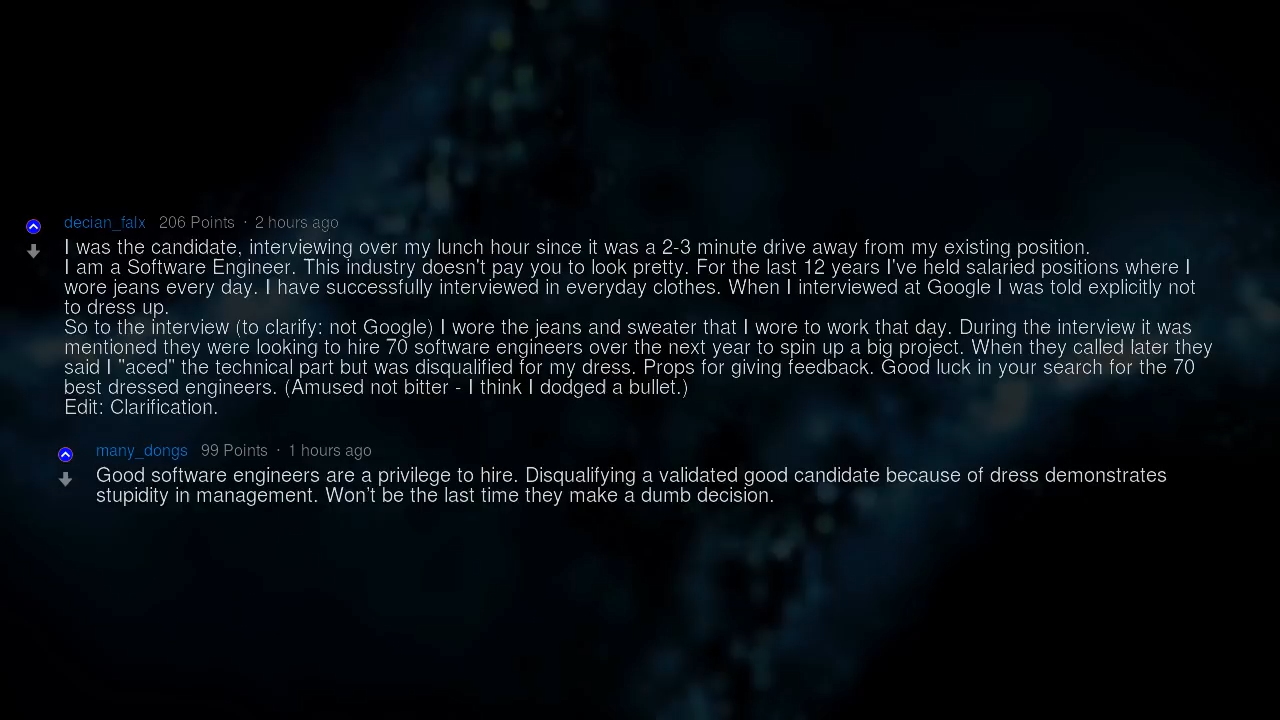 decian_falx 206 Points · 2 hours ago
I was the candidate, interviewing over my lunch hour since it was a 2-3 minute drive away from my existing position.
I am a Software Engineer. This industry doesn't pay you to look pretty. For the last 12 years I've held salaried positions where I
wore jeans every day. I have successfully interviewed in everyday clothes. When I interviewed at Google I was told explicitly not
to dress up.
So to the interview (to clarify: not Google) I wore the jeans and sweater that I wore to work that day. During the interview it was
mentioned they were looking to hire 70 software engineers over the next year to spin up a big project. When they called later they
said I "aced" the technical part but was disqualified for my dress. Props for giving feedback. Good luck in your search for the 70
best dressed engineers. (Amused not bitter - I think I dodged a bullet.)
Edit: Clarification.
many_dongs 99 Points · 1 hours ago
Good software engineers are a privilege to hire. Disqualifying a validated good candidate because of dress demonstrates
stupidity in management. Won't be the last time they make a dumb decision.